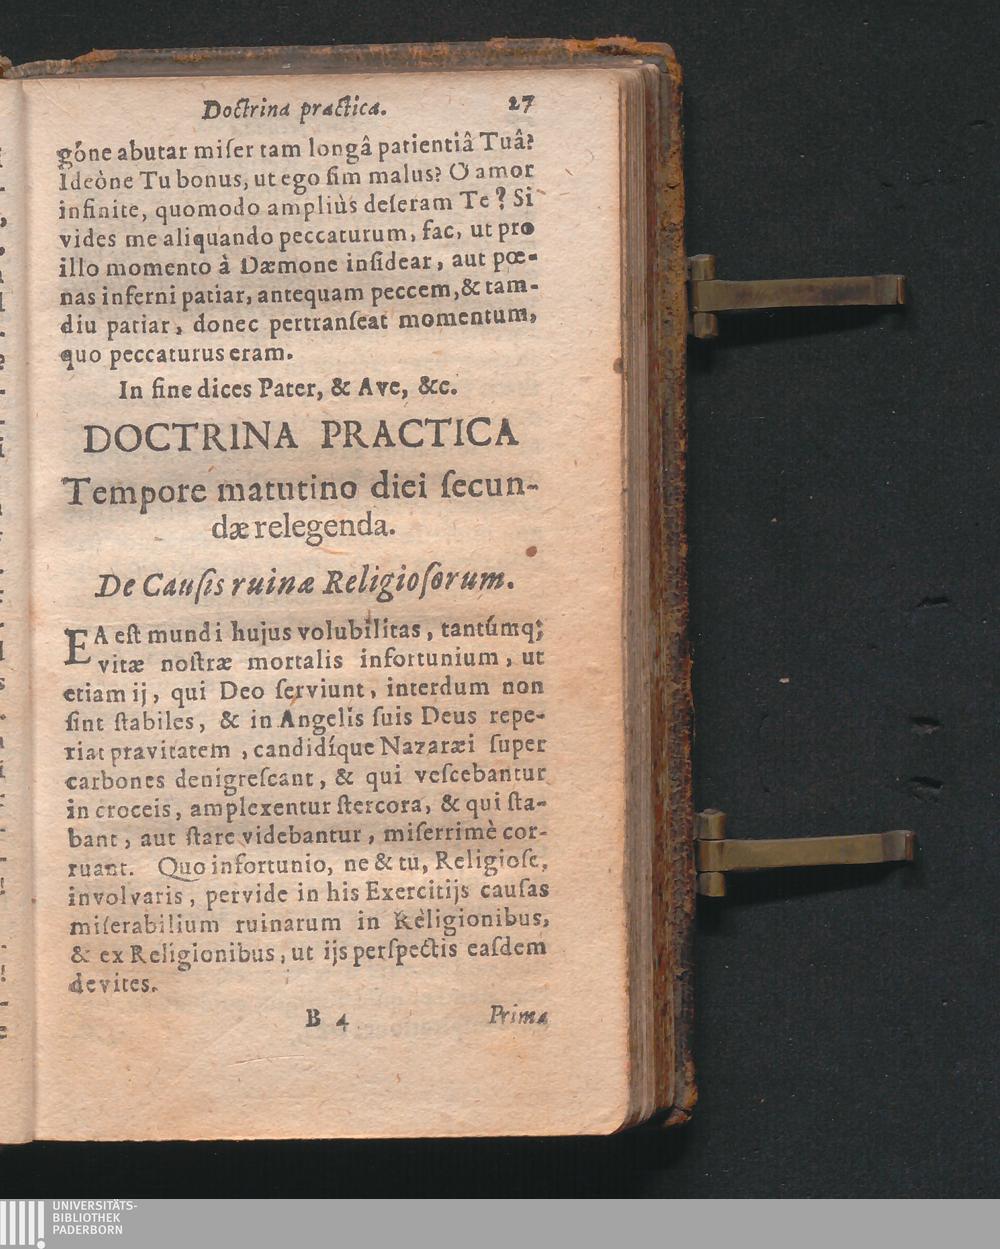 Doctrina practica. 27
góne abutar miſer tam longâ patientiâ Tuâ?
Ideòne Tu bonus, ut ego ſim malus? O amor
infinite, quomodo ampliùs deſeram Te? Si
vides me aliquando peccaturum, fac, ut pro
illo momento à Dæmone inſidear, aut pœ-
nas inferni patiar, antequam peccem, & tam-
diu patiar, donec pertranſeat momentum,
quo peccaturus eram.
In fine dices Pater, & Ave, &c.
DOCTRINA PRACTICA
Tempore matutino diei ſecun-
dæ relegenda.
De Cauſis ruinæ Religioſorum.
EA eſt mundi hujus volubilitas, tantúmq;
vitæ noſtræ mortalis infortunium, ut
etiam ij, qui Deo ſerviunt, interdum non
ſint ſtabiles, & in Angelis ſuis Deus repe-
riat pravitatem, candidíque Nazaræi ſuper
carbones denigreſcant, & qui veſcebantur
in croceis, amplexentur ſtercora, & qui ſta-
bant, aut ſtare videbantur, miſerrimè cor-
ruant. Quo infortunio, ne & tu, Religioſe,
involvaris, pervide in his Exercitijs cauſas
miſerabilium ruinarum in Religionibus,
& ex Religionibus, ut ijs perſpectis eaſdem
devites.
B 4 Prima
UNIVERSITÄTS-
BIBLIOTHEK
PADERBORN